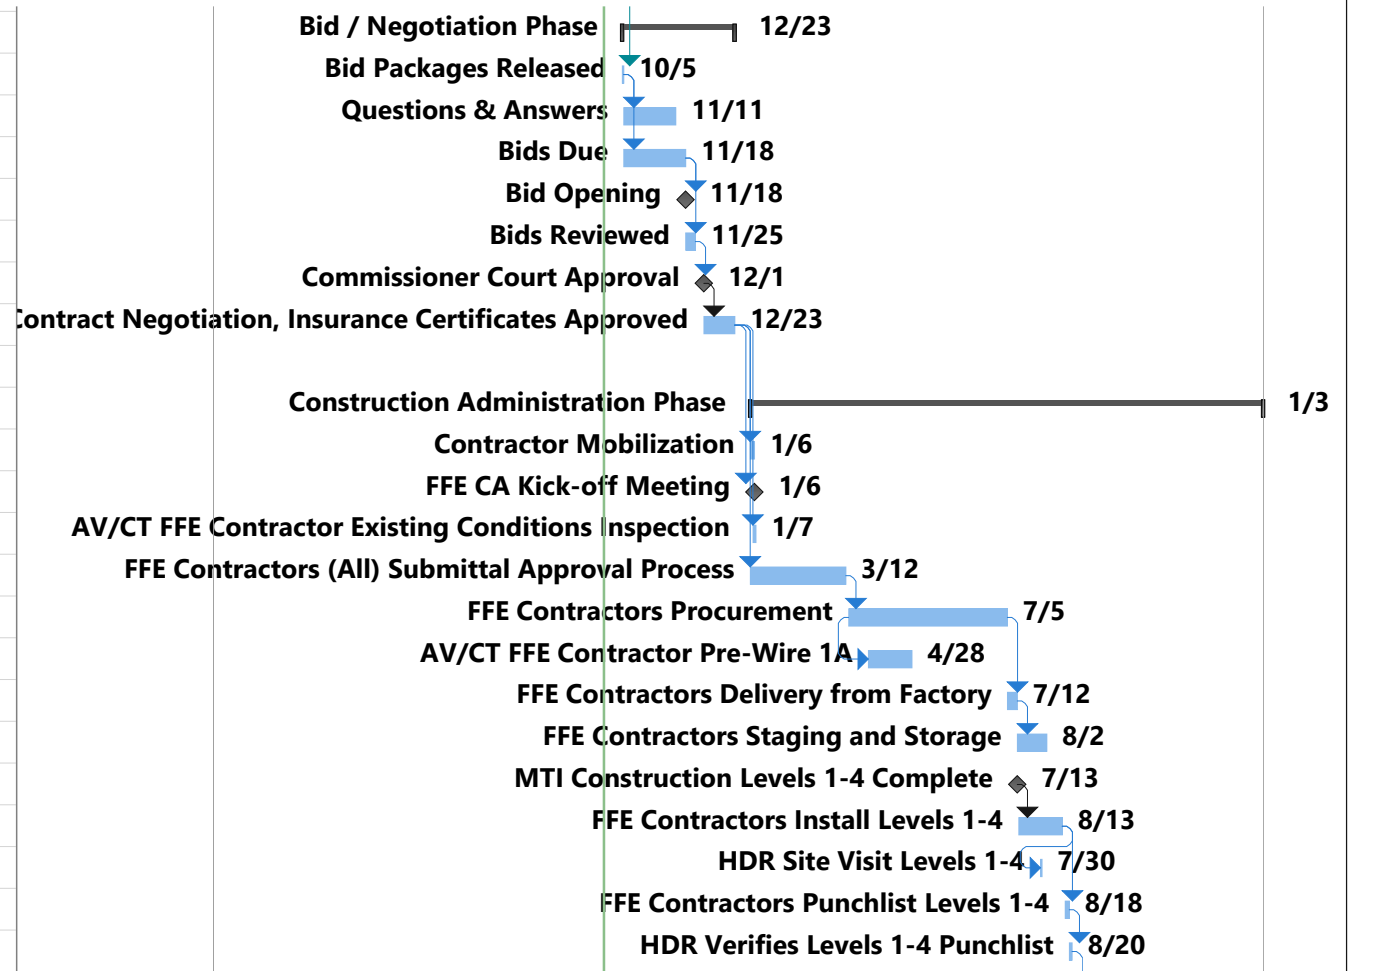 Bid / Negotiation Phase 12/23
Bid Packages Released 10/5
Questions & Answers 11/11
Bids Due 11/18
Bid Opening 11/18
Bids Reviewed 11/25
Commissioner Court Approval 12/1
Contract Negotiation, Insurance Certificates Approved 12/23
Construction Administration Phase 1/3
Contractor Mobilization 1/6
FFE CA Kick-off Meeting 1/6
AV/CT FFE Contractor Existing Conditions Inspection 1/7
FFE Contractors (All) Submittal Approval Process 3/12
FFE Contractors Procurement 7/5
AV/CT FFE Contractor Pre-Wire 1A 4/28
FFE Contractors Delivery from Factory 7/12
FFE Contractors Staging and Storage 8/2
MTI Construction Levels 1-4 Complete 7/13
FFE Contractors Install Levels 1-4 8/13
HDR Site Visit Levels 1-4 7/30
FFE Contractors Punchlist Levels 1-4 8/18
HDR Verifies Levels 1-4 Punchlist 8/20